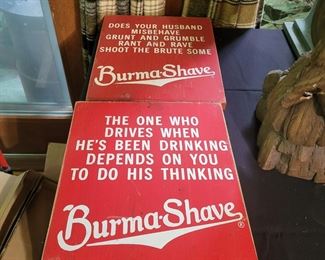 DOES YOUR HUSBAND
MISBEHAVE
GRUNT AND GRUMBLE
RANT AND RAVE
SHOOT THE BRUTE SOME
Burma-Shave
THE ONE WHO
DRIVES WHEN
HE'S BEEN DRINKING
DEPENDS ON YOU
TO DO HIS THINKING
Burma-Shave
®